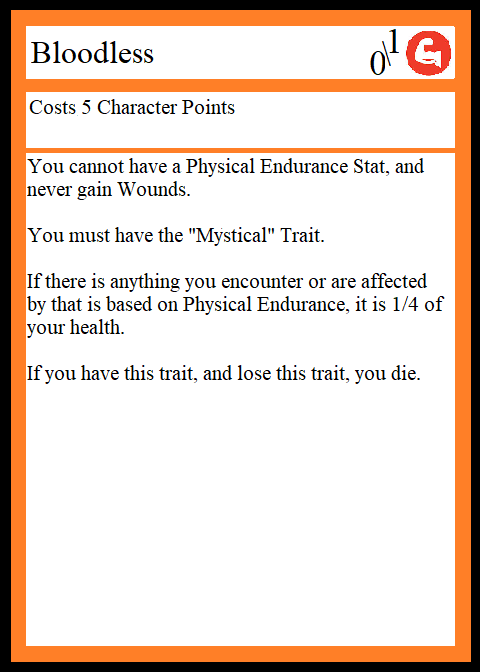 Bloodless
0\1
Costs 5 Character Points
You cannot have a Physical Endurance Stat, and
never gain Wounds.
You must have the "Mystical" Trait.
If there is anything you encounter or are affected
by that is based on Physical Endurance, it is 1/4 of
your health.
If you have this trait, and lose this trait, you die.